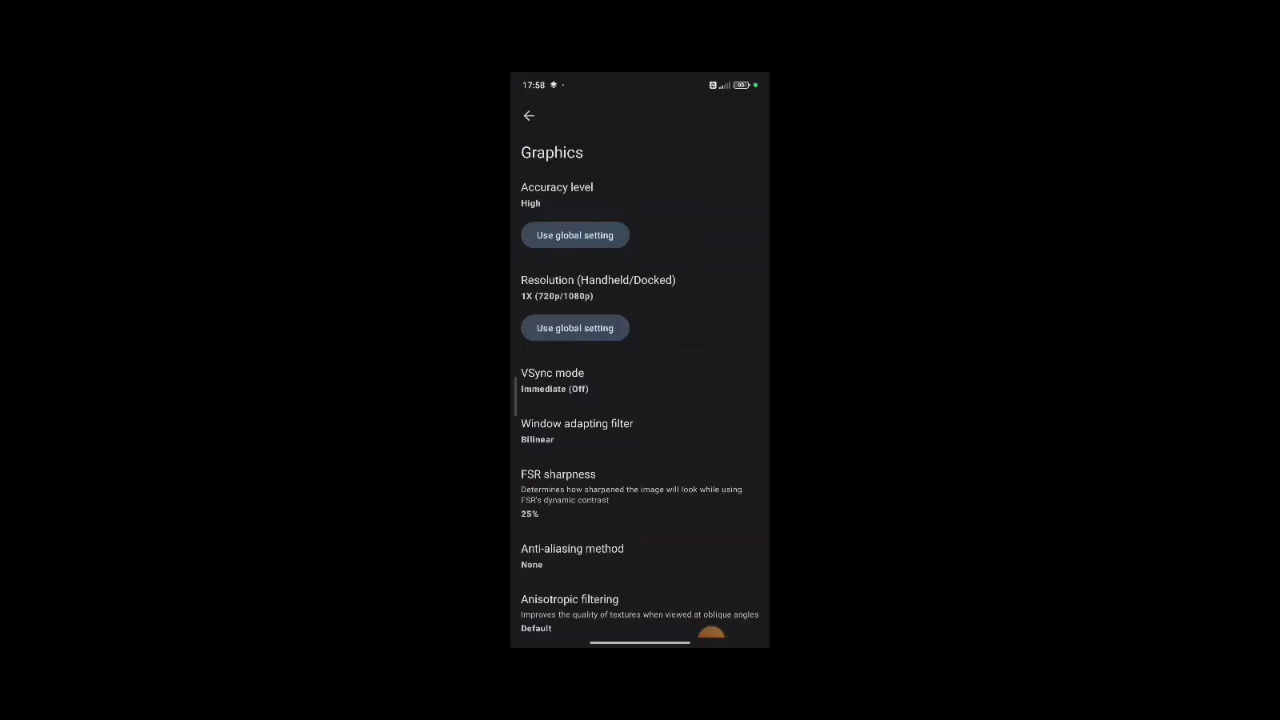 17:58
Graphics
Accuracy level
High
Use global setting
Resolution (Handheld/Docked)
1X (720p/1080p)
Use global setting
VSync mode
Immediate (Off)
Window adapting filter
Bilinear
FSR sharpness
Determines how sharpened the image will look while using
FSR's dynamic contrast
25%
Anti-aliasing method
None
Anisotropic filtering
Improves the quality of textures when viewed at oblique angles
Default